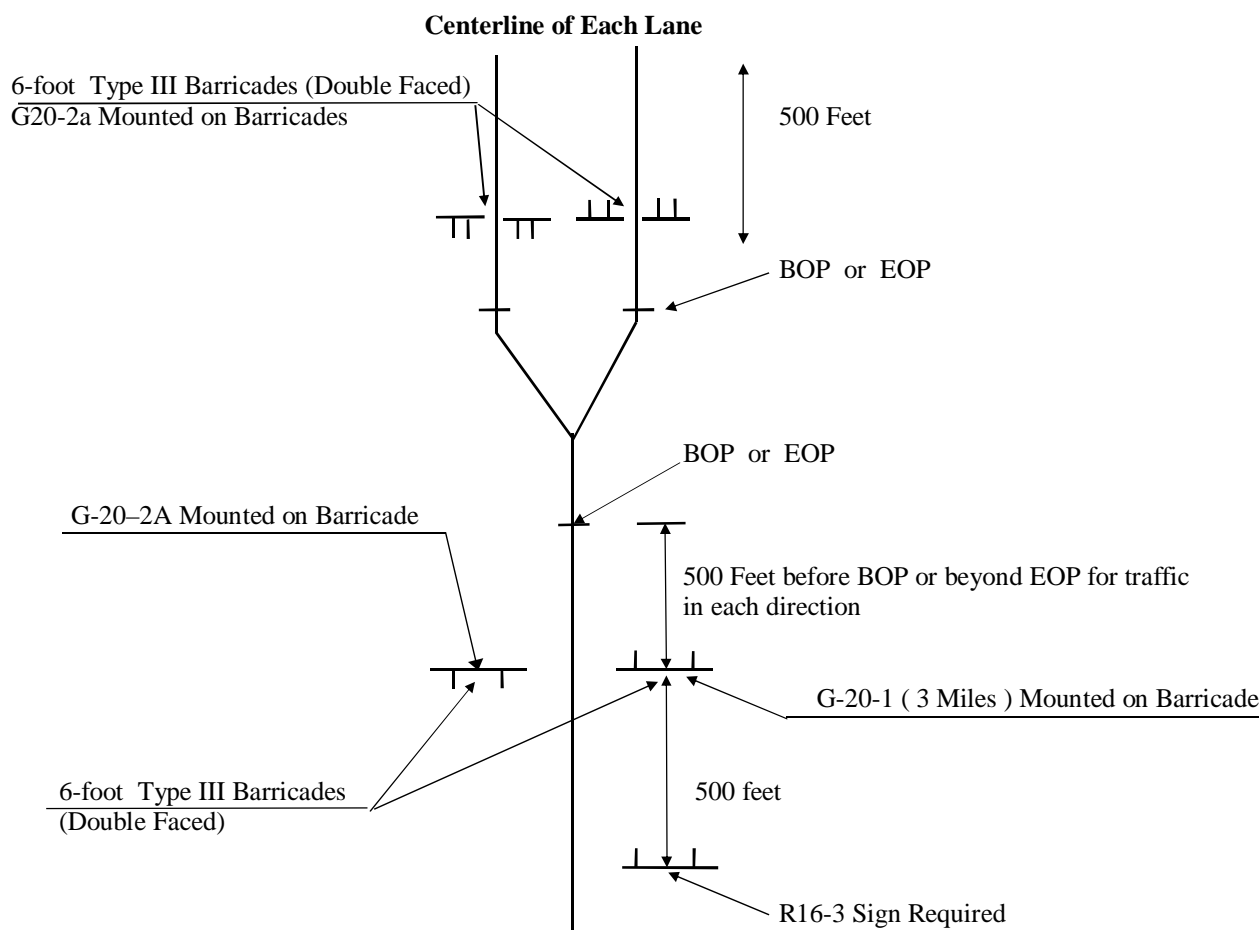 Centerline of Each Lane
6-foot Type III Barricades (Double Faced)
G20-2a Mounted on Barricades
500 Feet
BOP or EOP
BOP or EOP
G-20–2A Mounted on Barricade
500 Feet before BOP or beyond EOP for traffic
in each direction
G-20-1 ( 3 Miles ) Mounted on Barricade
6-foot Type III Barricades
(Double Faced)
500 feet
R16-3 Sign Required